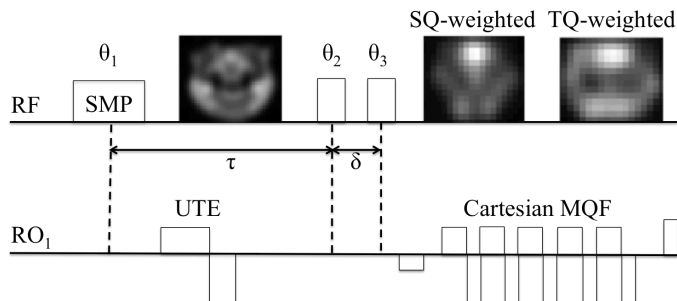 SQ-weighted TQ-weighted
θ1 θ2 θ3
SMP
RF
τ δ
UTE Cartesian MQF
RO1